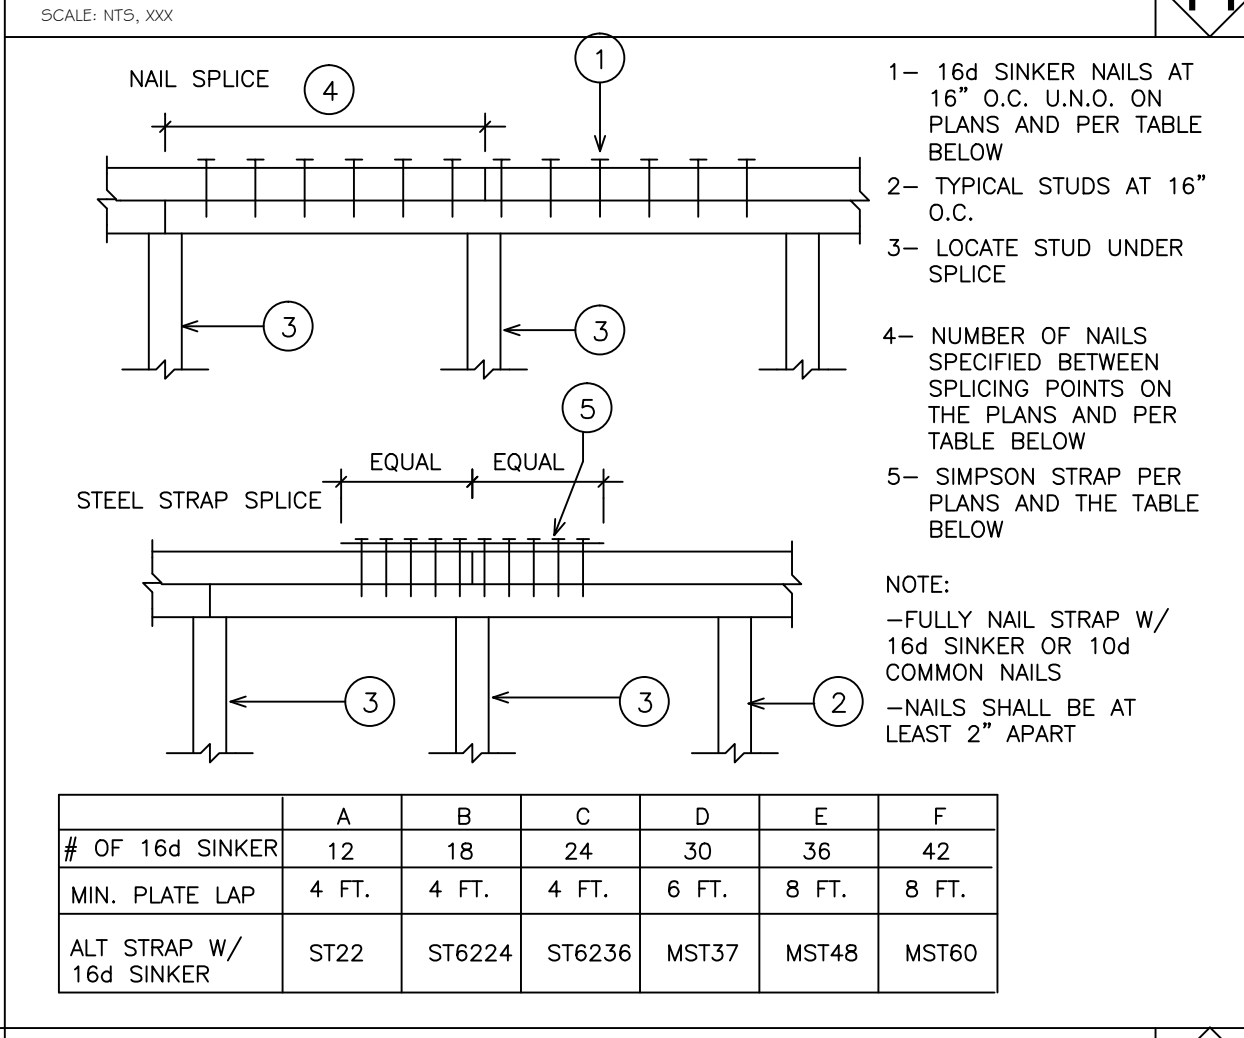 SCALE: NTS, XXX
NAIL SPLICE
4
1
3
3
1– 16d SINKER NAILS AT
16” O.C. U.N.O. ON
PLANS AND PER TABLE
BELOW
2– TYPICAL STUDS AT 16”
O.C.
3– LOCATE STUD UNDER
SPLICE
4– NUMBER OF NAILS
SPECIFIED BETWEEN
SPLICING POINTS ON
THE PLANS AND PER
TABLE BELOW
5– SIMPSON STRAP PER
PLANS AND THE TABLE
BELOW
NOTE:
–FULLY NAIL STRAP W/
16d SINKER OR 10d
COMMON NAILS
–NAILS SHALL BE AT
LEAST 2” APART
5
EQUAL EQUAL
STEEL STRAP SPLICE
3
3
2
A B C D E F
# OF 16d SINKER 12 18 24 30 36 42
MIN. PLATE LAP 4 FT. 4 FT. 4 FT. 6 FT. 8 FT. 8 FT.
ALT STRAP W/
16d SINKER
ST22 ST6224 ST6236 MST37 MST48 MST60